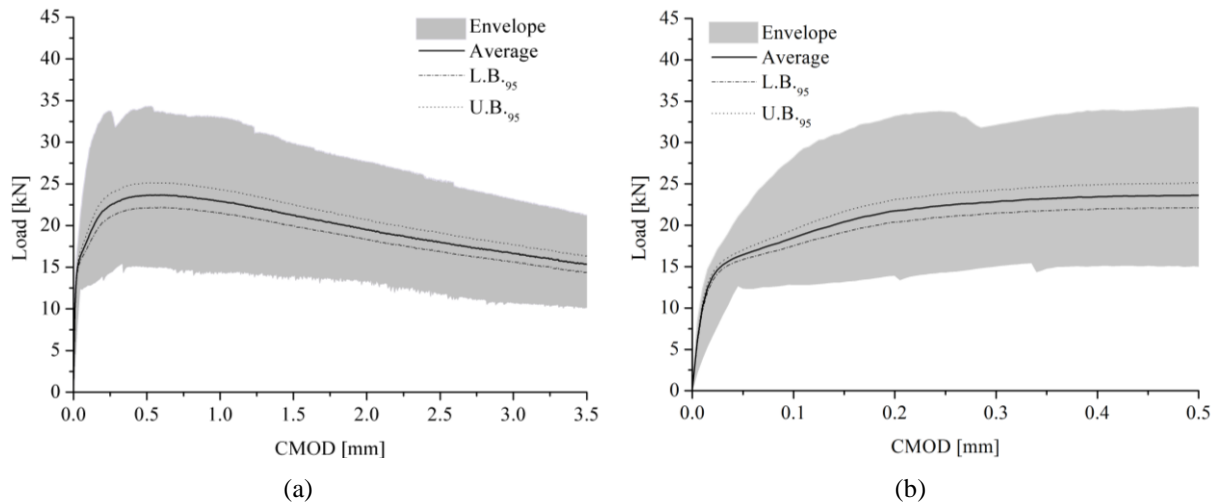 45
40
35
30
25
20
15
10
5
0
Load [kN]
0.0 0.5 1.0 1.5 2.0 2.5 3.0 3.5
CMOD [mm]
Envelope
Average
L.B.₉₅
U.B.₉₅
(a)
45
40
35
30
25
20
15
10
5
0
Load [kN]
0.0 0.1 0.2 0.3 0.4 0.5
CMOD [mm]
Envelope
Average
L.B.₉₅
U.B.₉₅
(b)